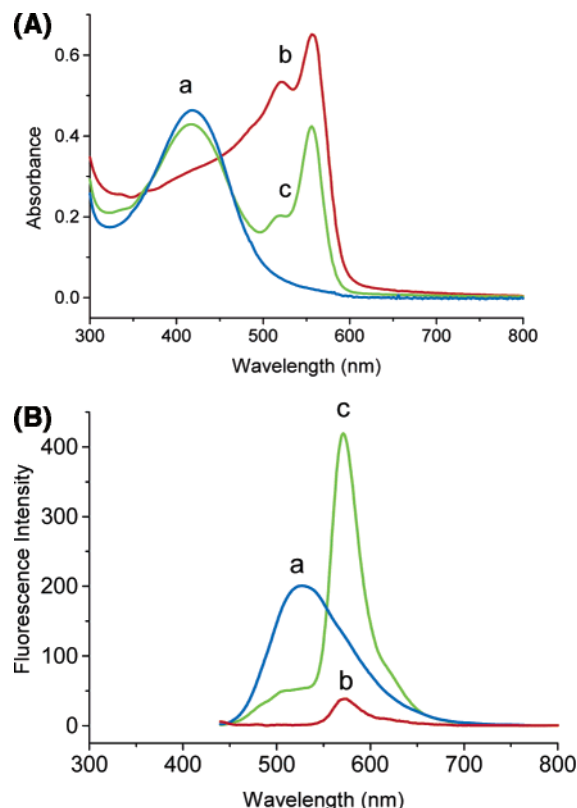 (A)
0.6
0.4
0.2
0.0
Absorbance
a
b
c
300 400 500 600 700 800
Wavelength (nm)
(B)
400
300
200
100
0
Fluorescence Intensity
c
a
b
300 400 500 600 700 800
Wavelength (nm)